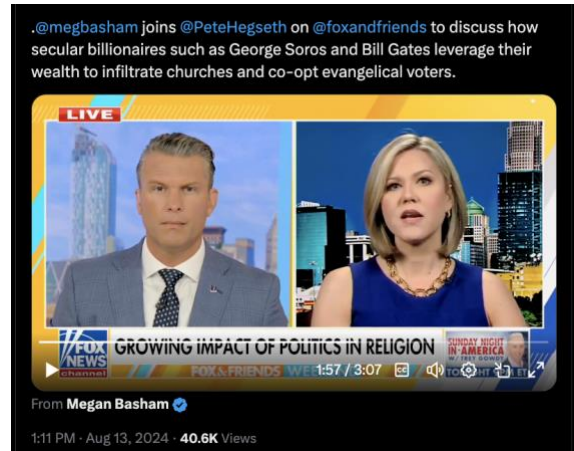 .@megbasham joins @PeteHegseth on @foxandfriends to discuss how
secular billionaires such as George Soros and Bill Gates leverage their
wealth to infiltrate churches and co-opt evangelical voters.
LIVE
FOX
NEWS
channel
GROWING IMPACT OF POLITICS IN RELIGION
SUNDAY NIGHT
IN AMERICA
W/ TREY GOWDY
FOX & FRIENDS
1:57 / 3:07
CC
From Megan Basham
1:11 PM · Aug 13, 2024 · 40.6K Views